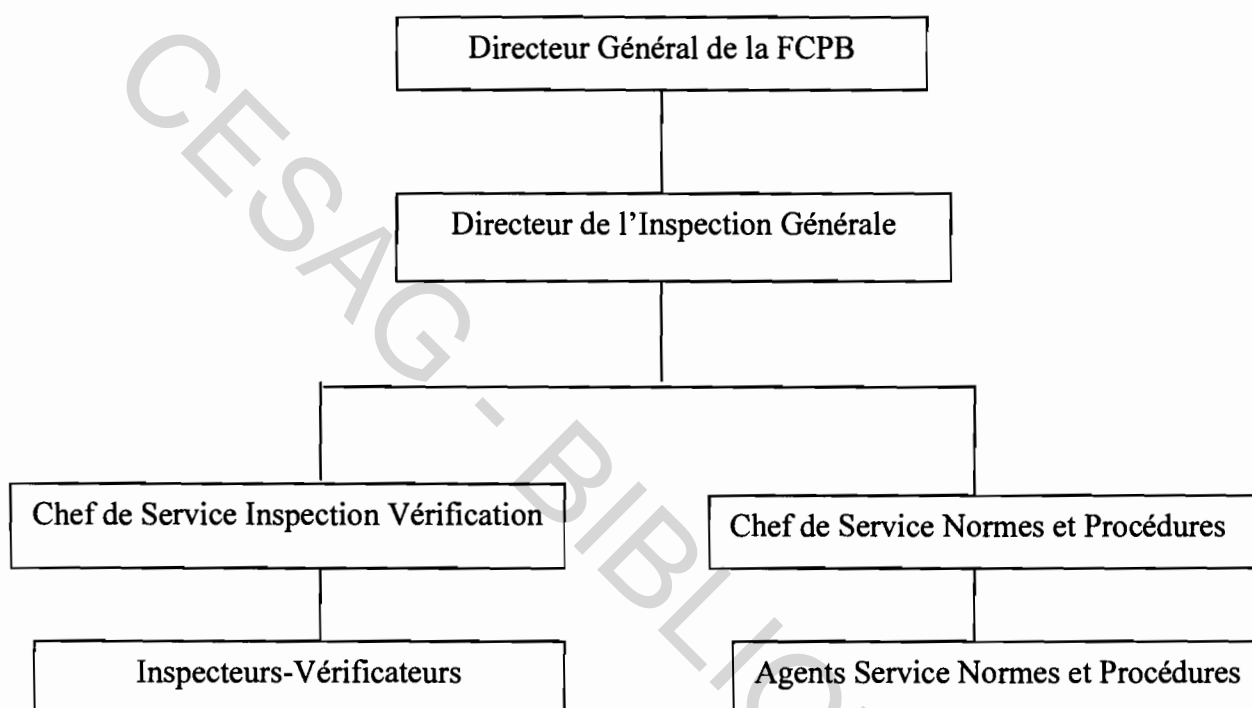 Directeur Général de la FCPB
Directeur de l'Inspection Générale
Chef de Service Inspection Vérification
Chef de Service Normes et Procédures
Inspecteurs-Vérificateurs
Agents Service Normes et Procédures
CESAG - BIBLIO